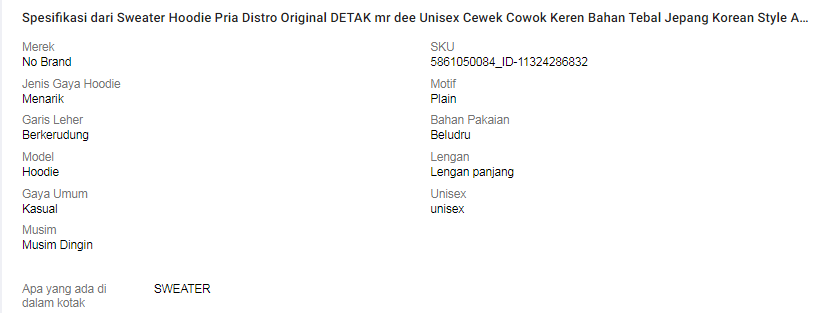 Spesifikasi dari Sweater Hoodie Pria Distro Original DETAK mr dee Unisex Cewek Cowok Keren Bahan Tebal Jepang Korean Style A...
Merek
No Brand
SKU
5861050084_ID-11324286832
Jenis Gaya Hoodie
Menarik
Motif
Plain
Garis Leher
Berkerudung
Bahan Pakaian
Beludru
Model
Hoodie
Lengan
Lengan panjang
Gaya Umum
Kasual
Unisex
unisex
Musim
Musim Dingin
Apa yang ada di
dalam kotak
SWEATER